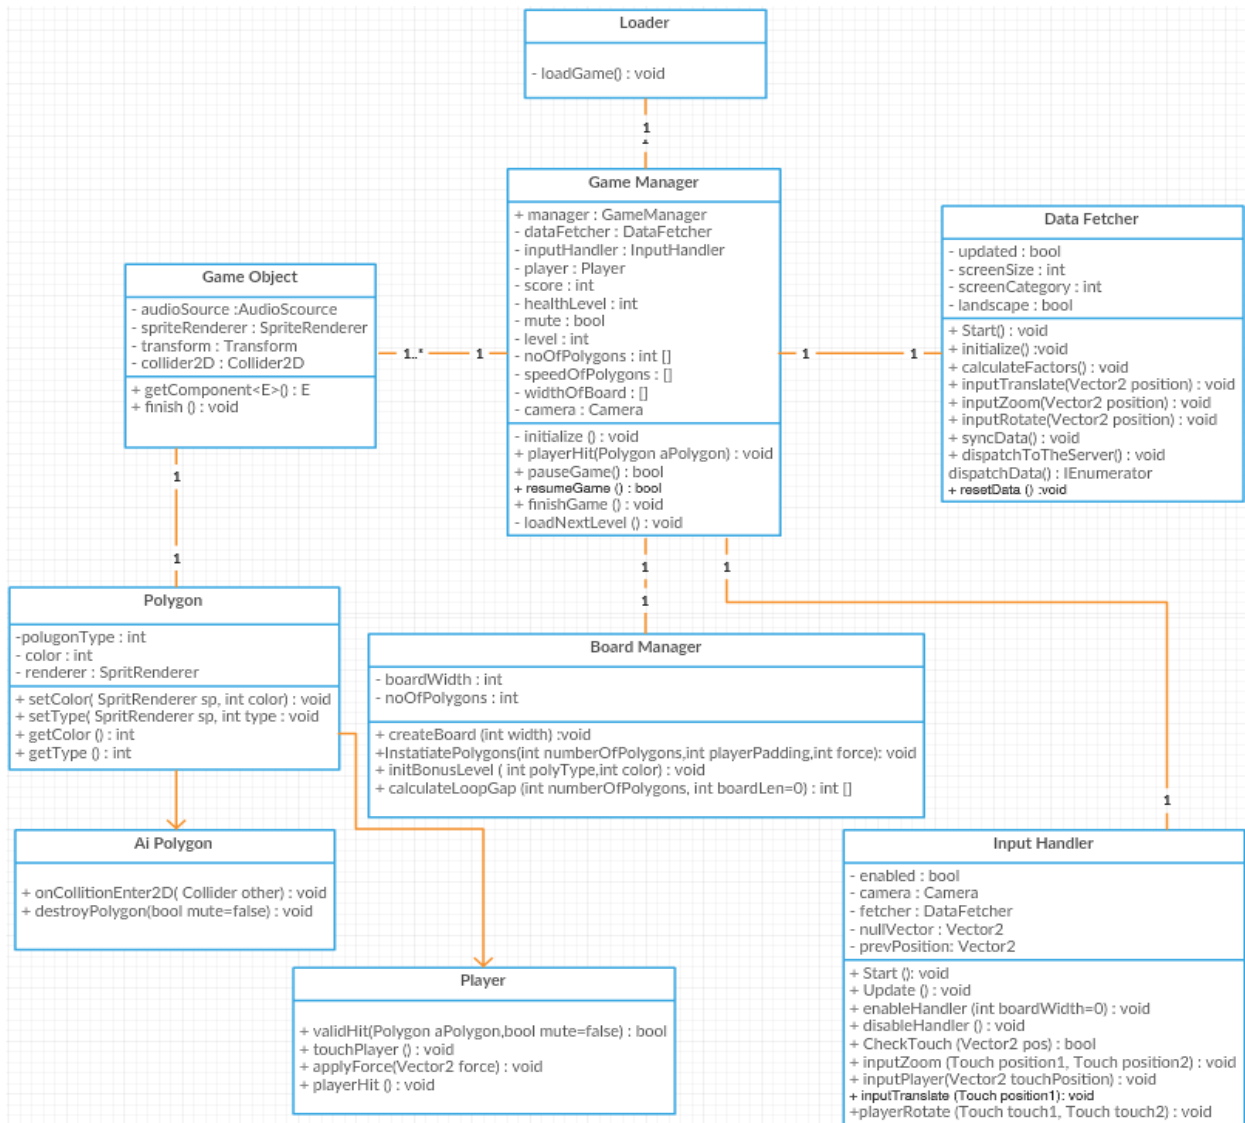 Loader
- loadGame() : void
1
*
Game Manager
+ manager : GameManager
- dataFetcher : DataFetcher
- inputHandler : InputHandler
- player : Player
- score : int
- healthLevel : int
- mute : bool
- level : int
- noOfPolygons : int []
- speedOfPolygons : []
- widthOfBoard : []
- camera : Camera
- initialize () : void
+ playerHit(Polygon aPolygon) : void
+ pauseGame() : bool
+ resumeGame () : bool
+ finishGame () : void
- loadNextLevel () : void
Data Fetcher
- updated : bool
- screenSize : int
- screenCategory : int
- landscape : bool
+ Start() : void
+ initialize() :void
+ calculateFactors() : void
+ inputTranslate(Vector2 position) : void
+ inputZoom(Vector2 position) : void
+ inputRotate(Vector2 position) : void
+ syncData() : void
+ dispatchToTheServer() : void
dispatchData() : IEnumerator
+ resetData () :void
Game Object
- audioSource :AudioScource
- spriteRenderer : SpriteRenderer
- transform : Transform
- collider2D : Collider2D
+ getComponent<E>() : E
+ finish () : void
1..*
1
1
1
1
1
1
1
1
Polygon
-polugonType : int
- color : int
- renderer : SpritRenderer
+ setColor( SpritRenderer sp, int color) : void
+ setType( SpritRenderer sp, int type : void
+ getColor () : int
+ getType () : int
Board Manager
- boardWidth : int
- noOfPolygons : int
+ createBoard (int width) :void
+InstatiatePolygons(int numberOfPolygons,int playerPadding,int force): void
+ initBonusLevel ( int polyType,int color) : void
+ calculateLoopGap (int numberOfPolygons, int boardLen=0) : int []
1
Ai Polygon
+ onCollitionEnter2D( Collider other) : void
+ destroyPolygon(bool mute=false) : void
Player
+ validHit(Polygon aPolygon,bool mute=false) : bool
+ touchPlayer () : void
+ applyForce(Vector2 force) : void
+ playerHit () : void
Input Handler
- enabled : bool
- camera : Camera
- fetcher : DataFetcher
- nullVector : Vector2
- prevPosition: Vector2
+ Start (): void
+ Update () : void
+ enableHandler (int boardWidth=0) : void
+ disableHandler () : void
+ CheckTouch (Vector2 pos) : bool
+ inputZoom (Touch position1, Touch position2) : void
+ inputPlayer(Vector2 touchPosition) : void
+ inputTranslate (Touch position1): void
+playerRotate (Touch touch1, Touch touch2) : void